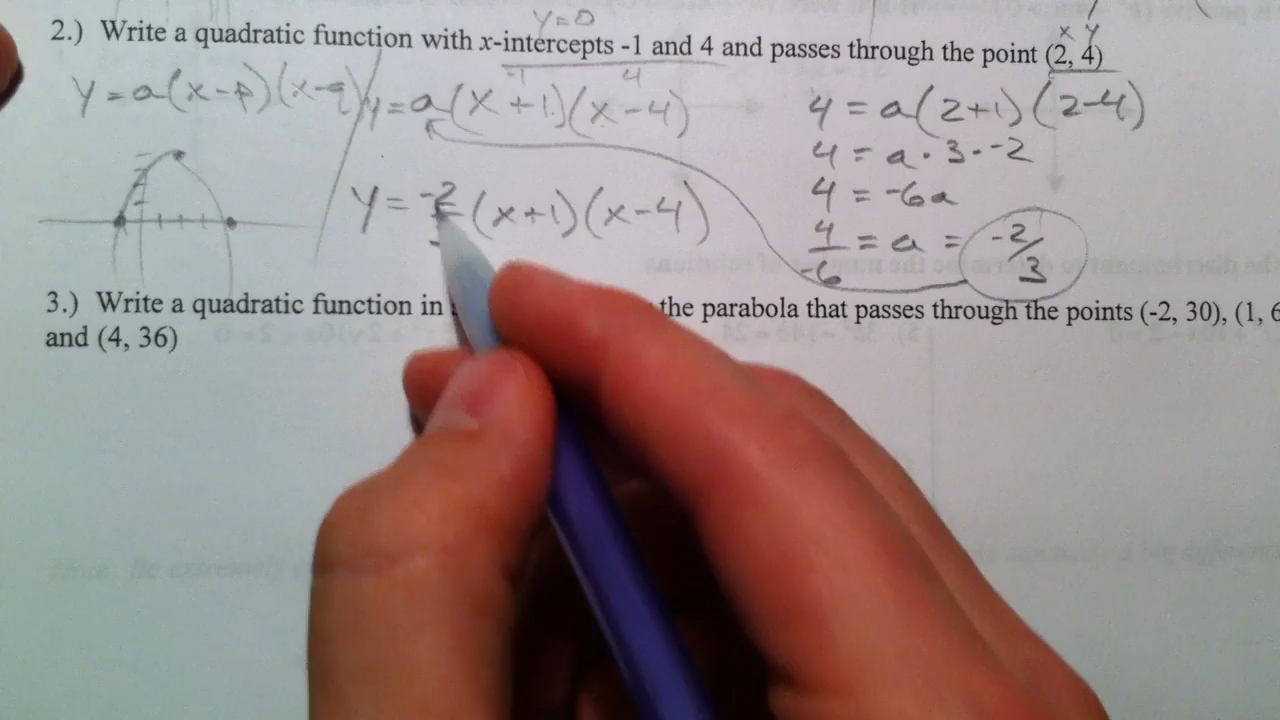 y=0
2.) Write a quadratic function with x-intercepts -1 and 4 and passes through the point (2, 4)
x y
y=a(x-p)(x-q)
-1 4
y=a(x+1)(x-4)
y=-2(x+1)(x-4)
4=a(2+1)(2-4)
4=a·3·-2
4=-6a
4/-6=a=-2/3
3.) Write a quadratic function in the parabola that passes through the points (-2, 30), (1, 6
and (4, 36)